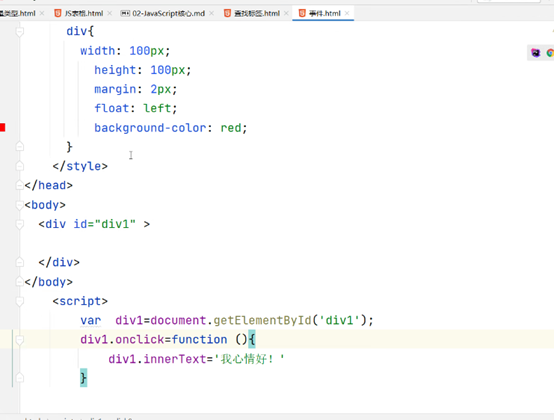 类型.html JS表格.html 02-JavaScript核心.md 查找标签.html 事件.html
div{
width: 100px;
height: 100px;
margin: 2px;
float: left;
background-color: red;
}
</style>
</head>
<body>
<div id="div1" >
</div>
</body>
<script>
var div1=document.getElementById('div1');
div1.onclick=function (){
div1.innerText='我心情好！'
}